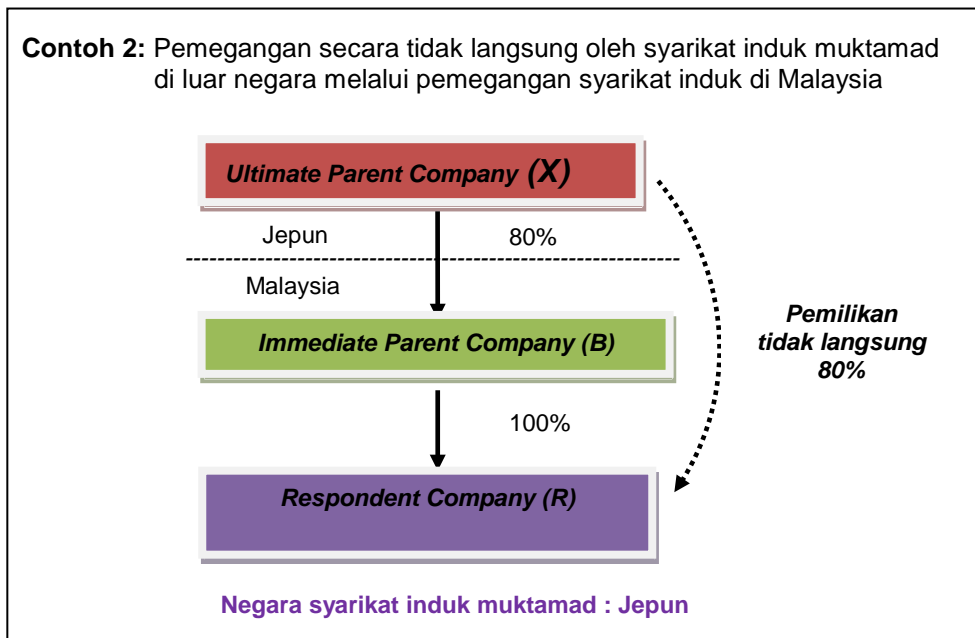 Contoh 2: Pemegangan secara tidak langsung oleh syarikat induk muktamad
di luar negara melalui pemegangan syarikat induk di Malaysia
Ultimate Parent Company (X)
Jepun 80%
Malaysia
Immediate Parent Company (B)
Pemilikan
tidak langsung
80%
100%
Respondent Company (R)
Negara syarikat induk muktamad : Jepun